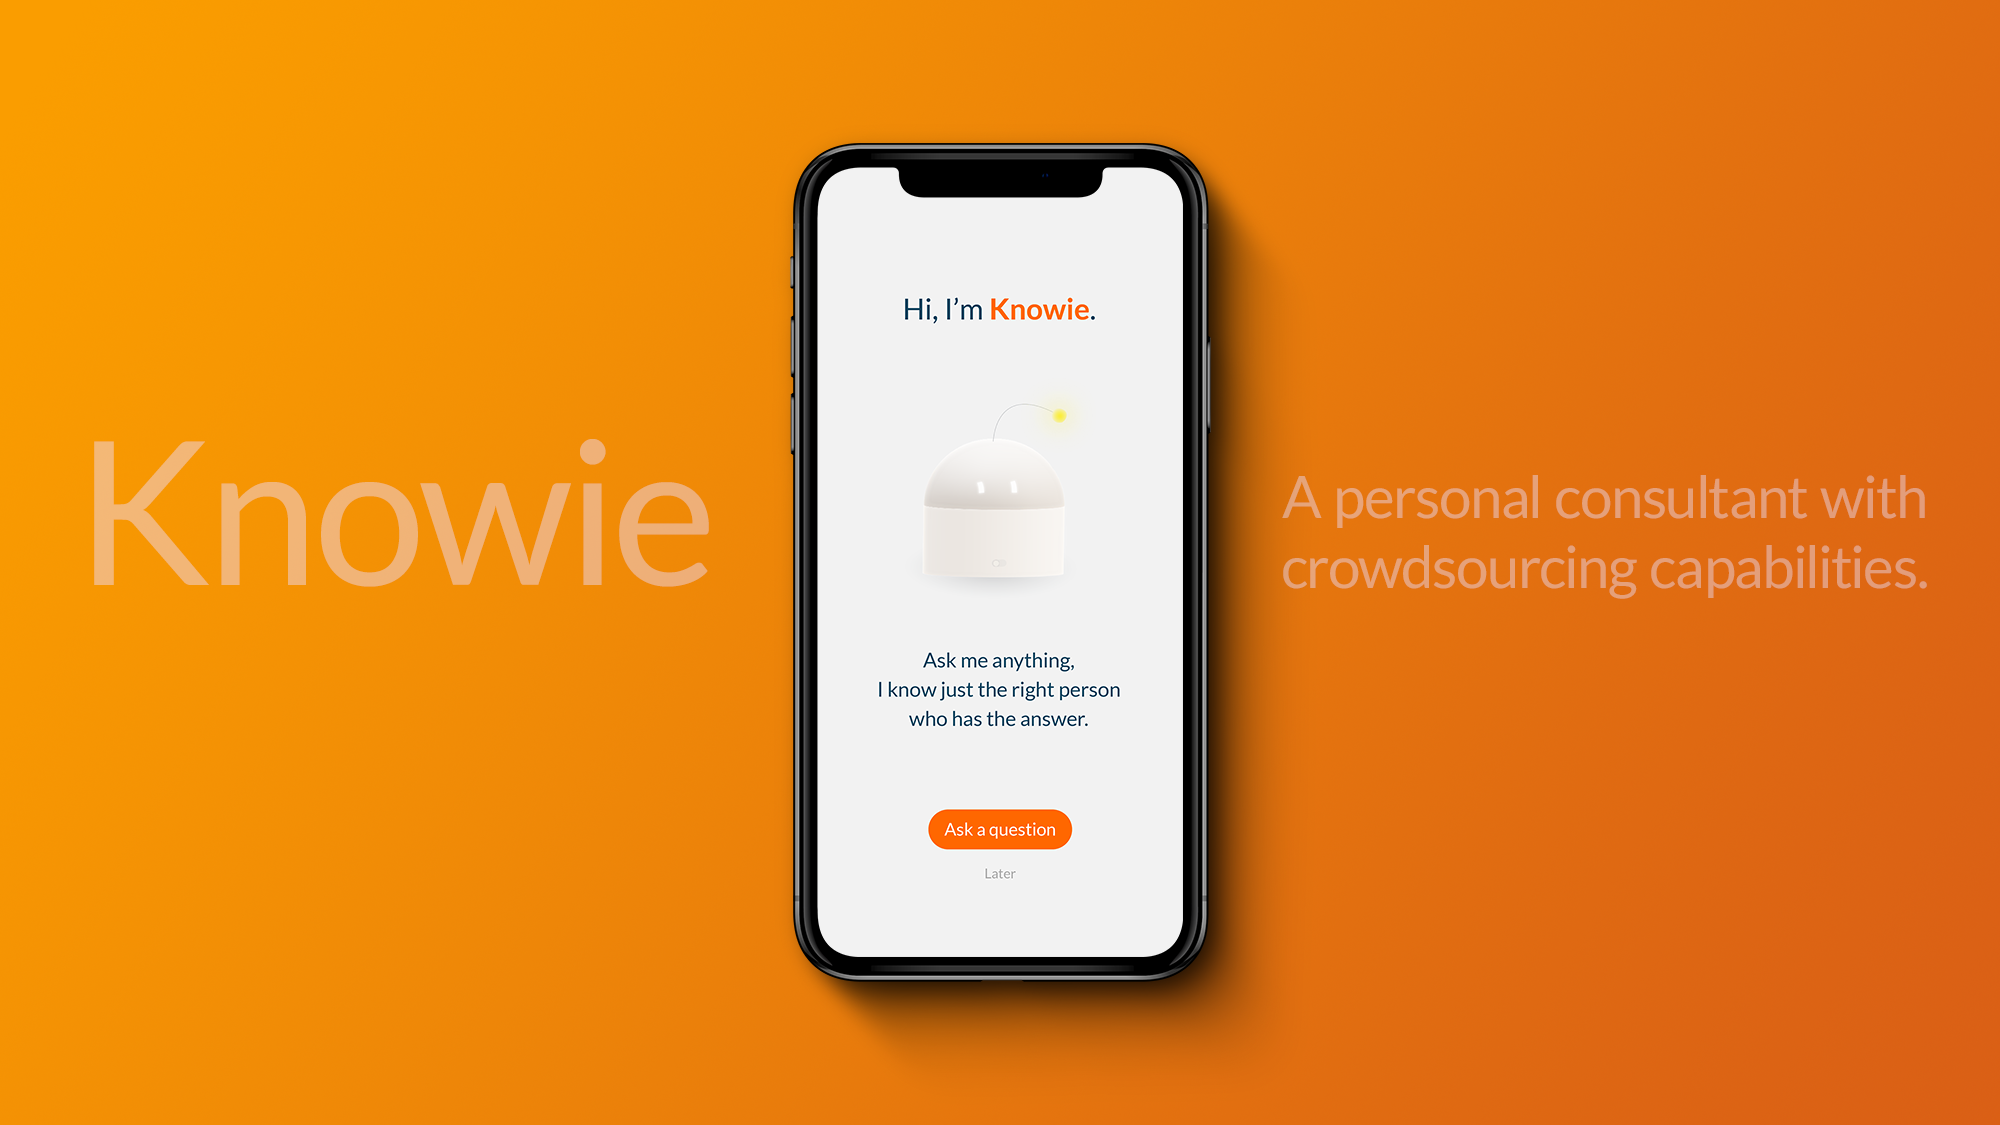 Knowie
Hi, I’m Knowie.
Ask me anything,
I know just the right person
who has the answer.
Ask a question
Later
A personal consultant with
crowdsourcing capabilities.